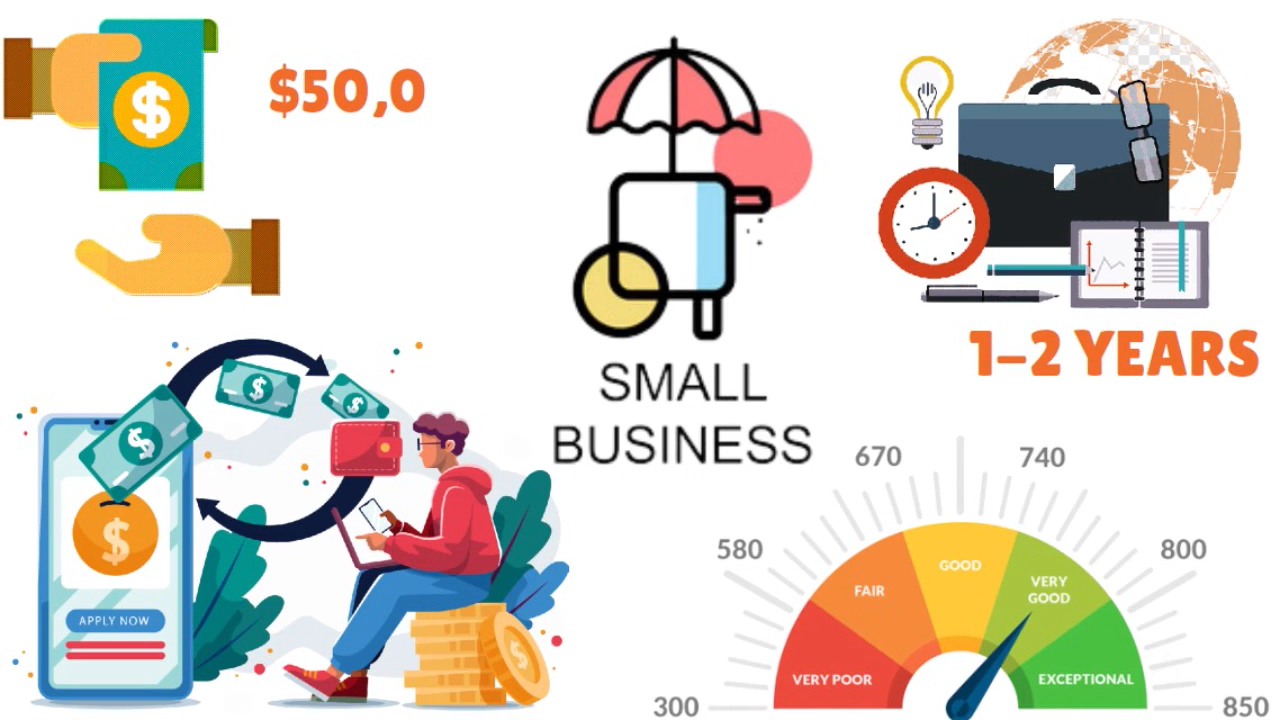 $
$50,0
SMALL
BUSINESS
1–2 YEARS
$
$
$
$
APPLY NOW
$
300
580
670
740
800
850
VERY POOR
FAIR
GOOD
VERY
GOOD
EXCEPTIONAL